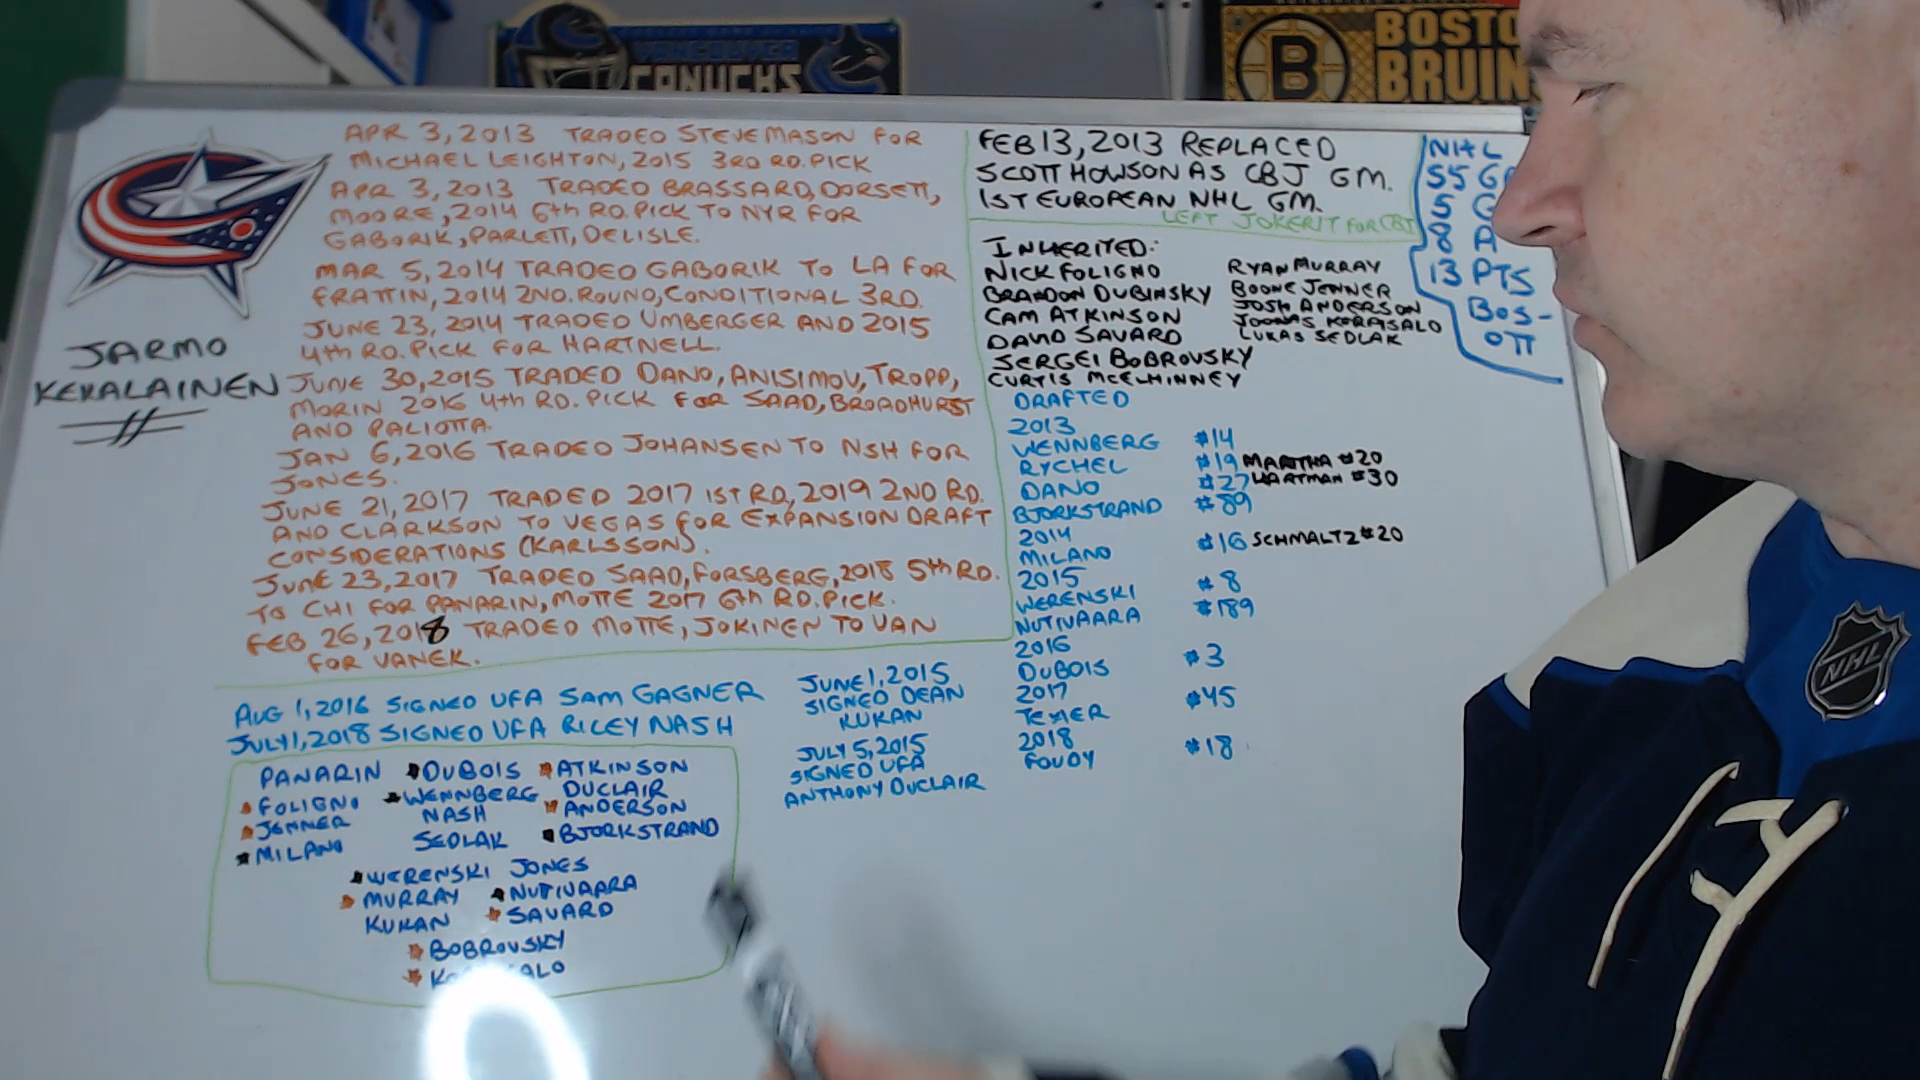 VANCOUVER
CANUCKS
B
BOSTO
BRUIN
JARMO
KEKALAINEN
APR 3, 2013 TRADED STEVE MASON FOR
MICHAEL LEIGHTON, 2015 3RD RD. PICK
APR 3, 2013 TRADED BRASSARD, DORSETT,
MOORE, 2014 6th RD. PICK TO NYR FOR
GABORIK, PARLETT, DELISLE.
MAR 5, 2014 TRADED GABORIK TO LA FOR
FRATTIN, 2014 2ND. ROUND, CONDITIONAL 3RD.
JUNE 23, 2014 TRADED UMBERGER AND 2015
4th RD. PICK FOR HARTNELL.
JUNE 30, 2015 TRADED DANO, ANISIMOV, TROPP,
MORIN 2016 4th RD. PICK FOR SAAD, BROADHURST
AND PALIOTTA.
JAN 6, 2016 TRADED JOHANSEN TO NSH FOR
JONES.
JUNE 21, 2017 TRADED 2017 1ST RD, 2019 2ND RD.
AND CLARKSON TO VEGAS FOR EXPANSION DRAFT
CONSIDERATIONS (KARLSSON).
JUNE 23, 2017 TRADED SAAD, FORSBERG, 2018 5th RD.
TO CHI FOR PANARIN, MOTTE 2017 6th RD. PICK.
FEB 26, 2018 TRADED MOTTE, JOKINEN TO VAN
FOR VANEK.
FEB 13, 2013 REPLACED
SCOTT HOWSON AS CBJ GM.
1ST EUROPEAN NHL GM.
LEFT JOKERIT FOR CBJ
NHL
55 G
5 G
8 A
13 PTS
BOS-
OTT
INHERITED:
NICK FOLIGNO
BRANDON DUBINSKY
CAM ATKINSON
DAVID SAVARD
SERGEI BOBROVSKY
CURTIS MCELHINNEY
RYAN MURRAY
BOONE JENNER
JOSH ANDERSON
JOONAS KORPISALO
LUKAS SEDLAK
DRAFTED
2013
WENNBERG #14
RYCHEL #19 MANTHA #20
DANO #27 HARTMAN #30
BJORKSTRAND #89
2014
MILANO #16 SCHMALTZ #20
2015
WERENSKI #8
NUTIVAARA #189
2016
DUBOIS #3
2017
TEXIER #45
2018
FOUDY #18
AUG 1, 2016 SIGNED UFA SAM GAGNER
JULY 1, 2018 SIGNED UFA RILEY NASH
JUNE 1, 2015
SIGNED DEAN
KUKAN
JULY 5, 2015
SIGNED UFA
ANTHONY DUCLAIR
PANARIN DUBOIS ATKINSON
FOLIGNO WENNBERG DUCLAIR
JENNER NASH ANDERSON
MILANO SEDLAK BJORKSTRAND
WERENSKI JONES
MURRAY NUTIVAARA
KUKAN SAVARD
BOBROVSKY
NHL